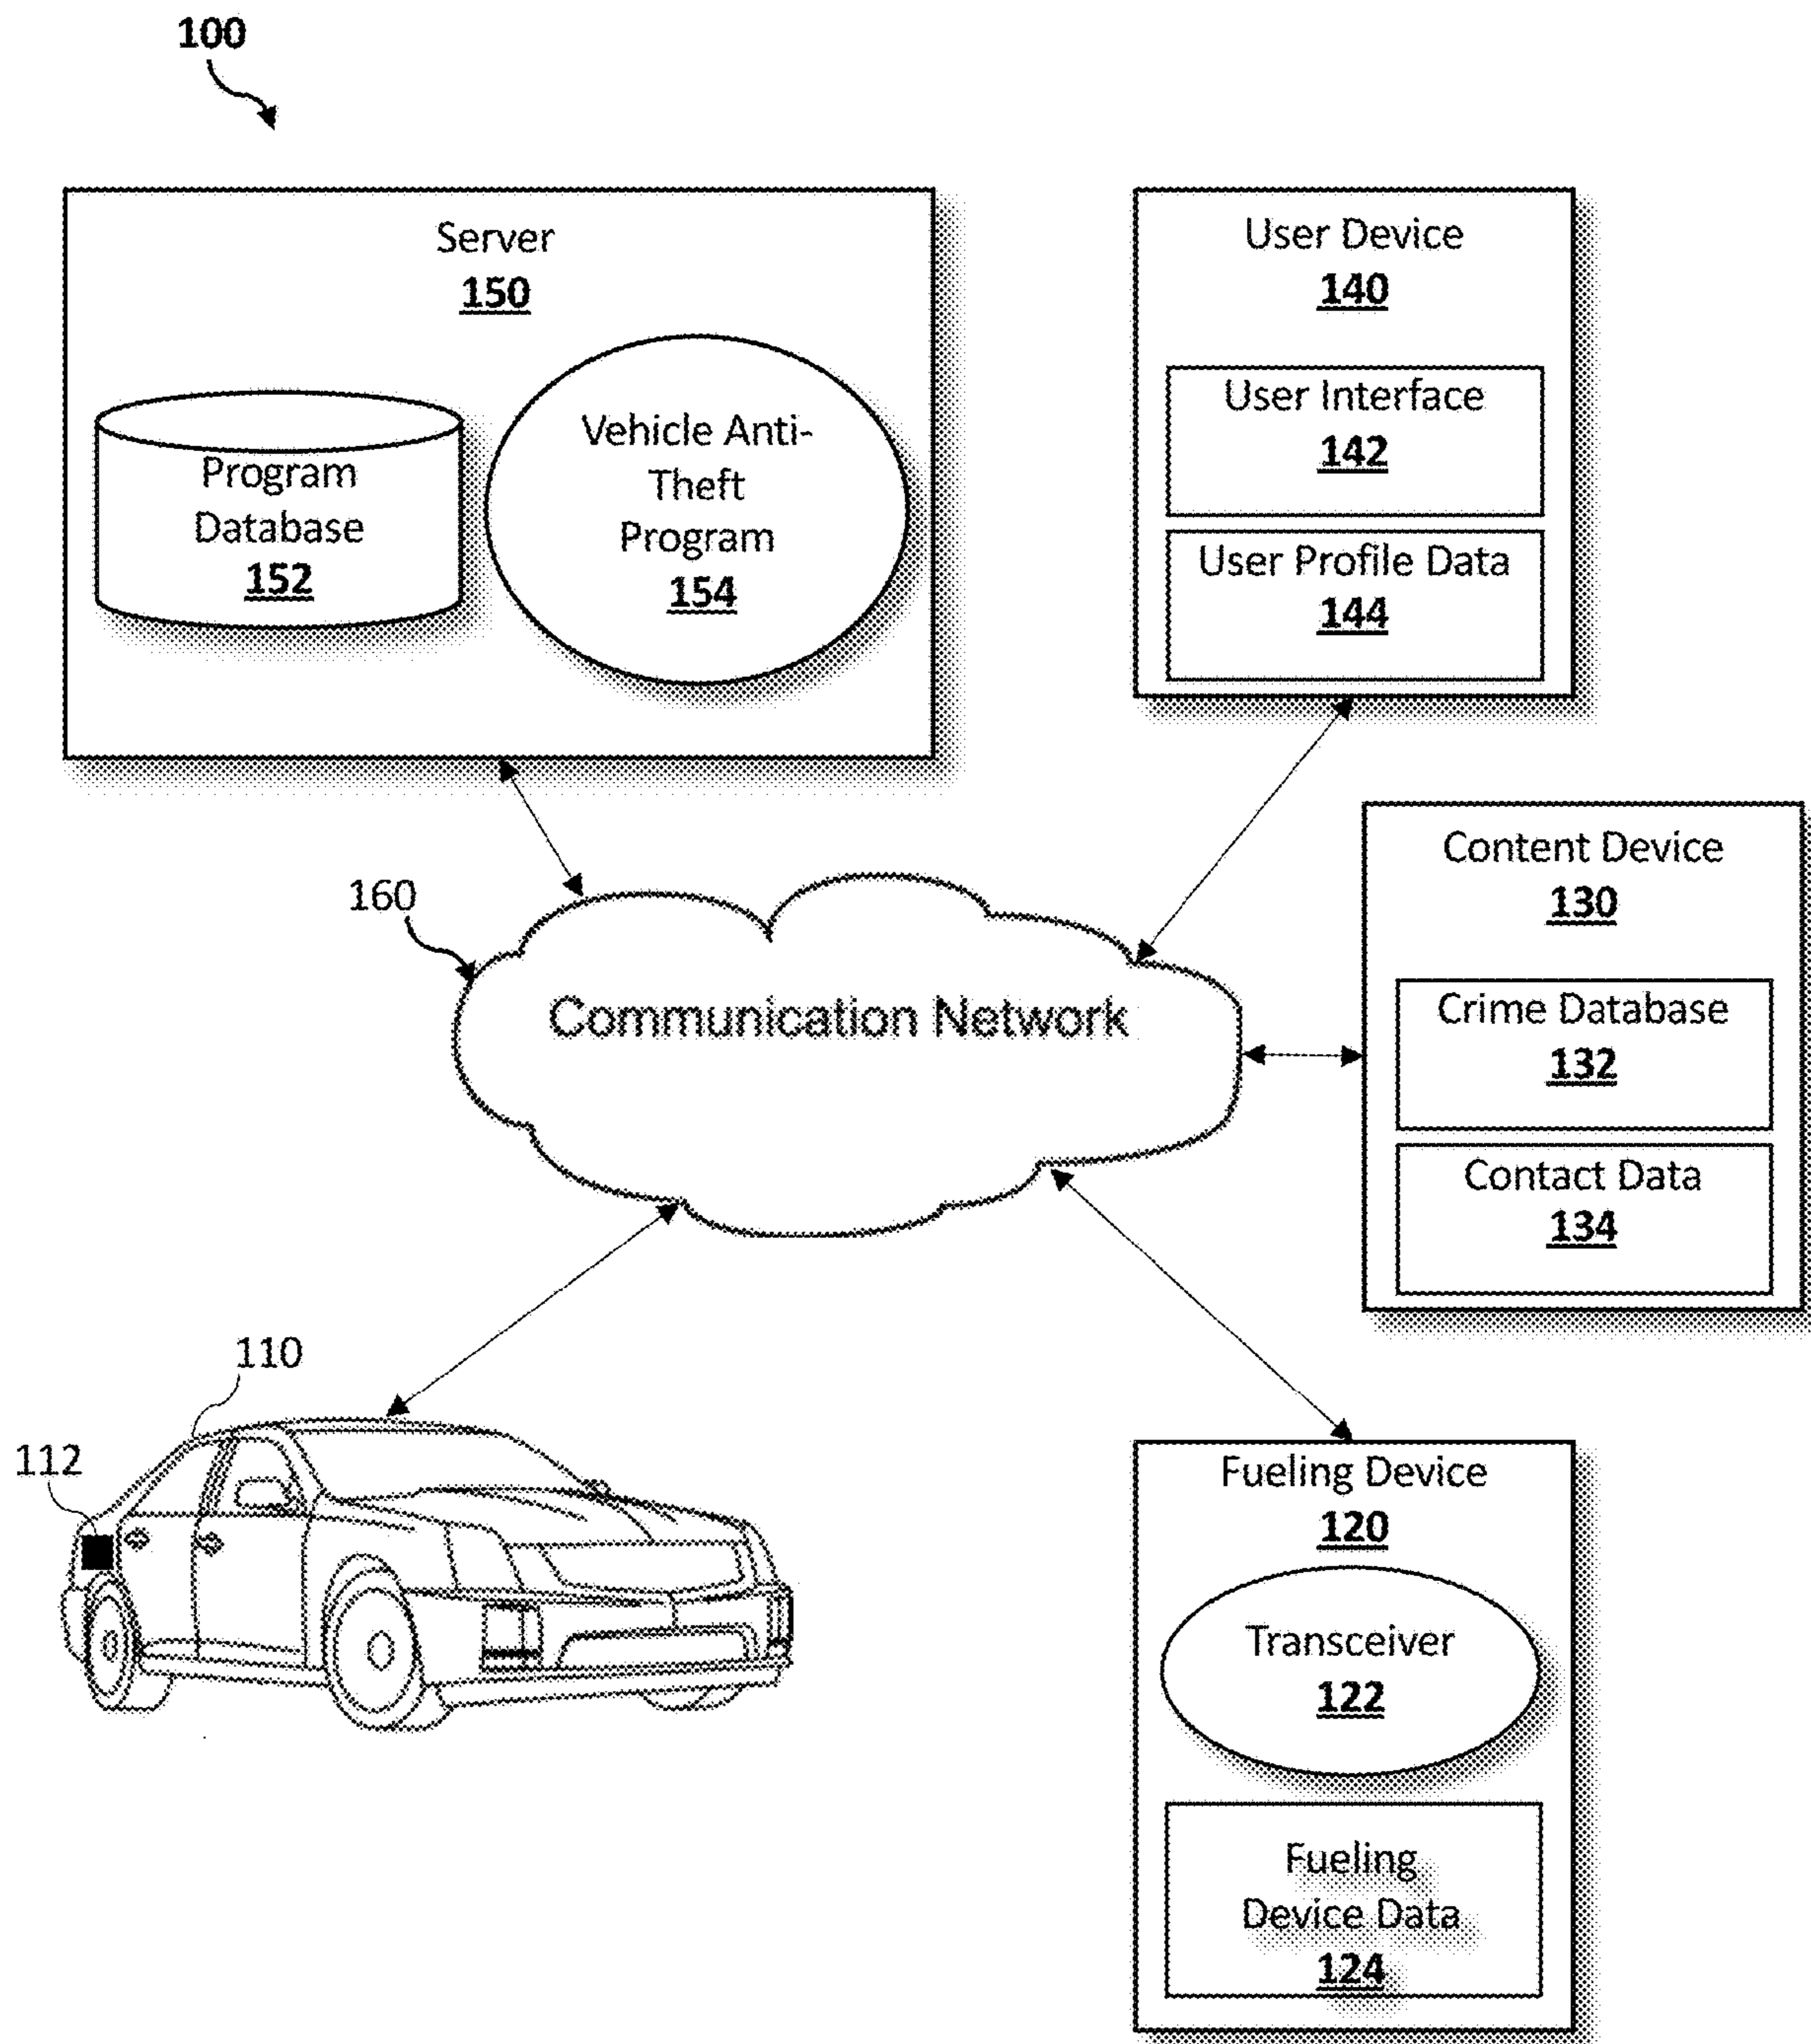 100
Server
150
Program
Database
152
Vehicle Anti-
Theft
Program
154
User Device
140
User Interface
142
User Profile Data
144
Content Device
130
Crime Database
132
Contact Data
134
160
Communication Network
110
112
Fueling Device
120
Transceiver
122
Fueling
Device Data
124